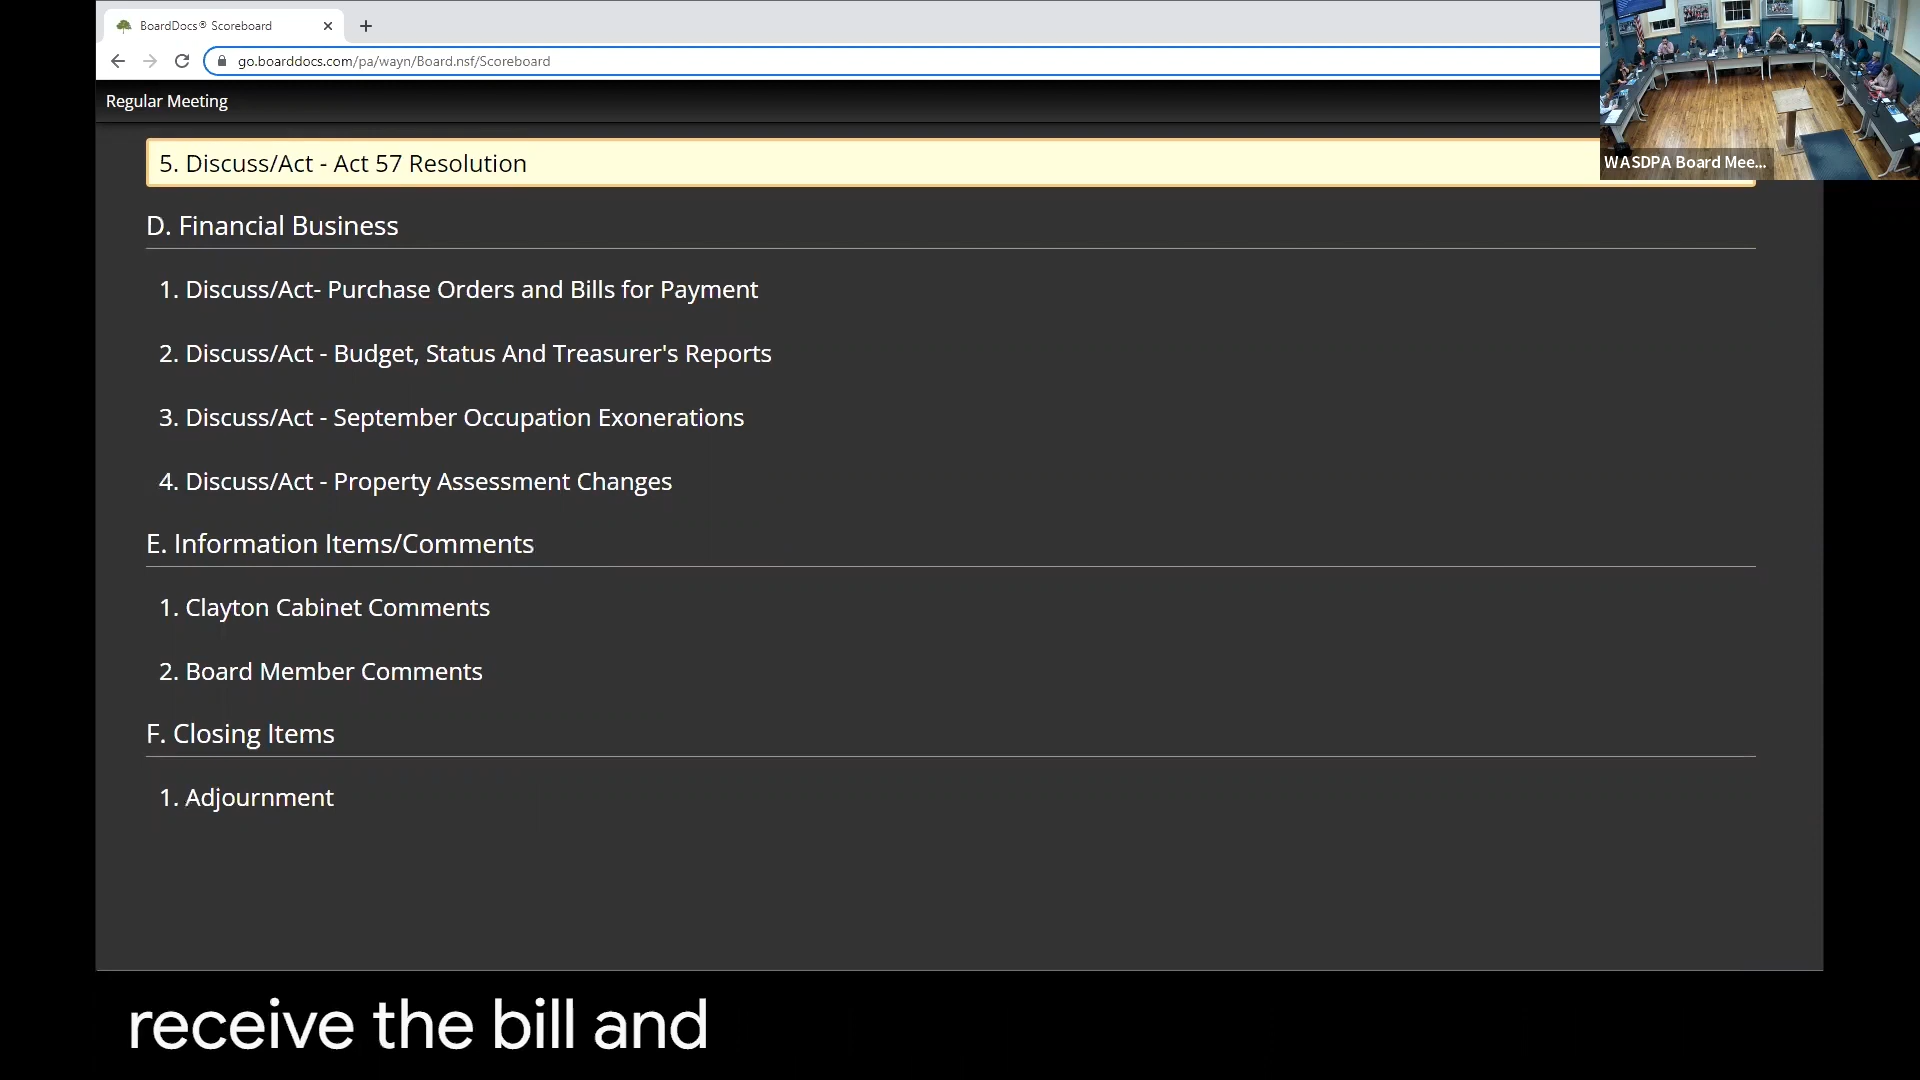 BoardDocs® Scoreboard
go.boarddocs.com/pa/wayn/Board.nsf/Scoreboard
Regular Meeting
WASDPA Board Mee...
5. Discuss/Act - Act 57 Resolution
D. Financial Business
1. Discuss/Act- Purchase Orders and Bills for Payment
2. Discuss/Act - Budget, Status And Treasurer's Reports
3. Discuss/Act - September Occupation Exonerations
4. Discuss/Act - Property Assessment Changes
E. Information Items/Comments
1. Clayton Cabinet Comments
2. Board Member Comments
F. Closing Items
1. Adjournment
receive the bill and